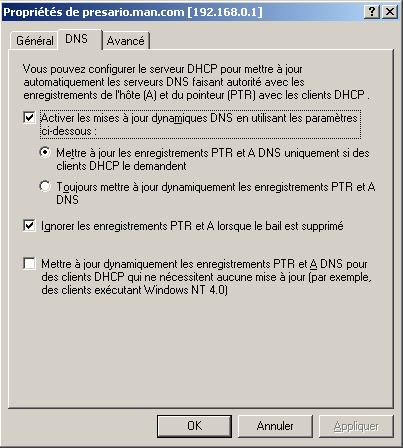 Propriétés de presario.man.com [192.168.0.1]
Général DNS Avancé
Vous pouvez configurer le serveur DHCP pour mettre à jour
automatiquement les serveurs DNS faisant autorité avec les
enregistrements de l'hôte (A) et du pointeur (PTR) avec les clients DHCP .
Activer les mises à jour dynamiques DNS en utilisant les paramètres
ci-dessous :
Mettre à jour les enregistrements PTR et A DNS uniquement si des
clients DHCP le demandent
Toujours mettre à jour dynamiquement les enregistrements PTR et A
DNS
Ignorer les enregistrements PTR et A lorsque le bail est supprimé
Mettre à jour dynamiquement les enregistrements PTR et A DNS pour
des clients DHCP qui ne nécessitent aucune mise à jour (par exemple,
des clients exécutant Windows NT 4.0)
OK Annuler Appliquer